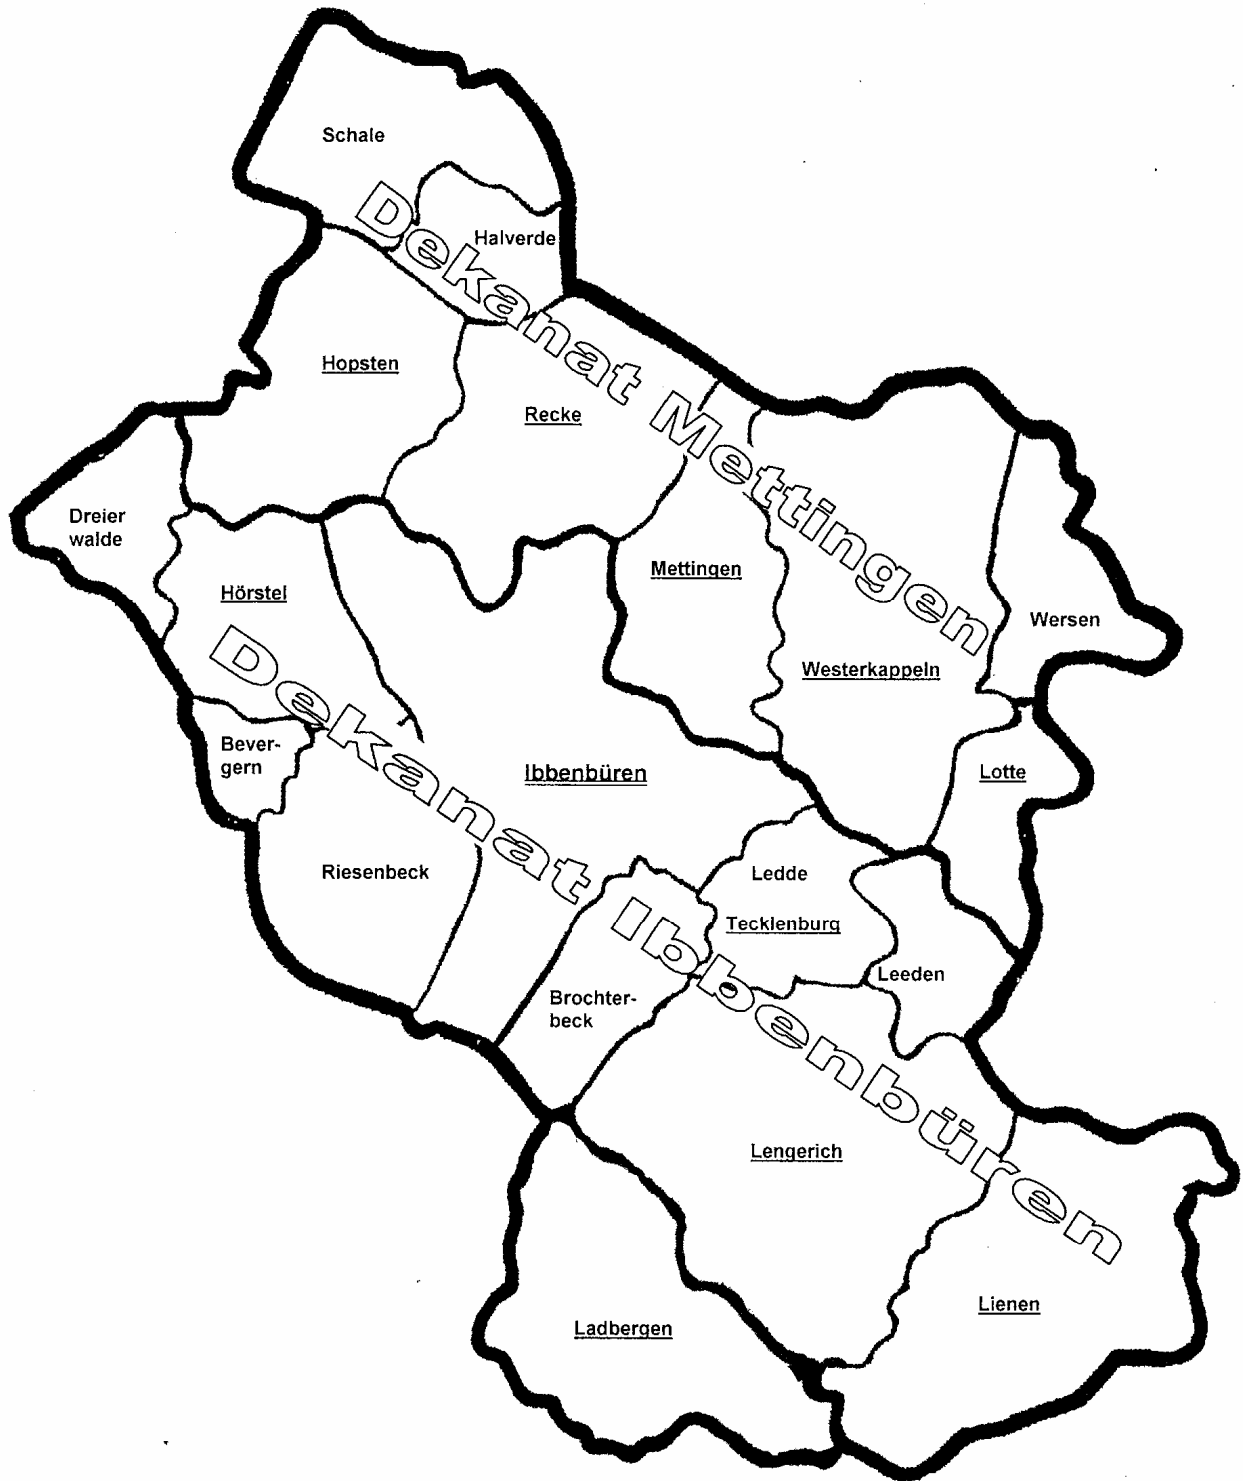 Schale
Halverde
Dekanat Mettingen
Hopsten
Recke
Dreier
walde
Mettingen
Hörstel
Wersen
Westerkappeln
Dekanat Ibbenbüren
Bever-
gern
Ibbenbüren
Lotte
Riesenbeck
Ledde
Tecklenburg
Leeden
Brochter-
beck
Lengerich
Lienen
Ladbergen